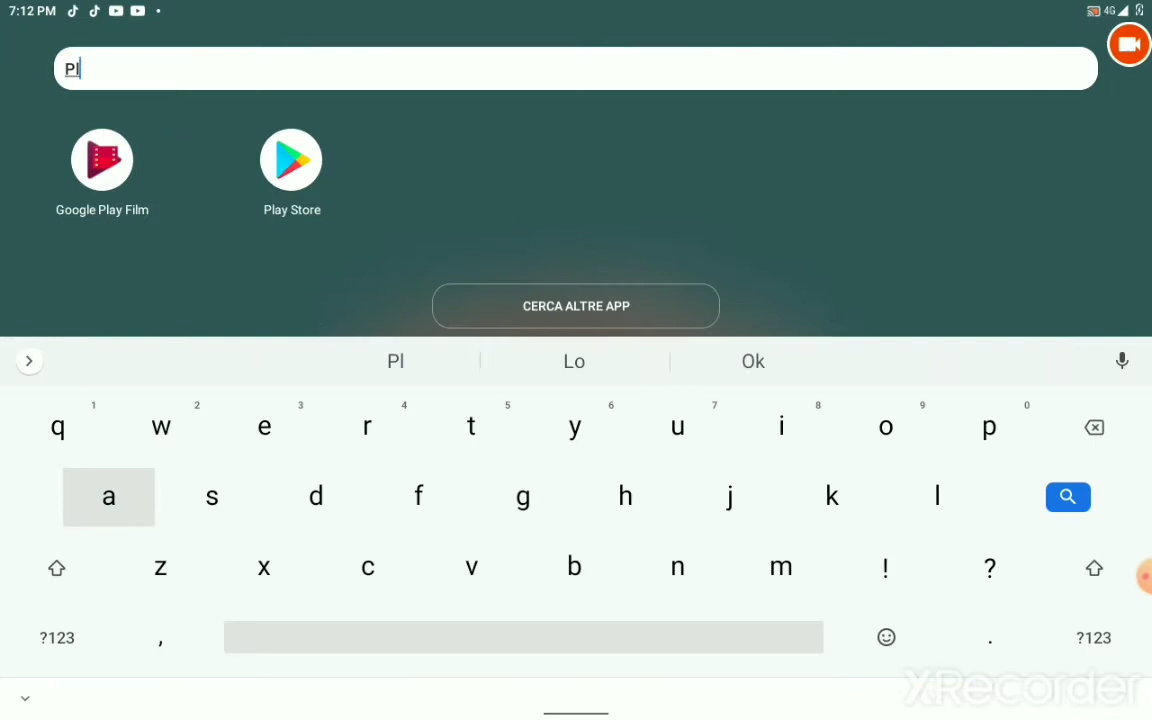 7:12 PM
4G
Pl
Google Play Film
Play Store
CERCA ALTRE APP
Pl Lo Ok
1 2 3 4 5 6 7 8 9 0
q w e r t y u i o p
a s d f g h j k l
z x c v b n m ! ?
?123 , . ?123
XRecorder